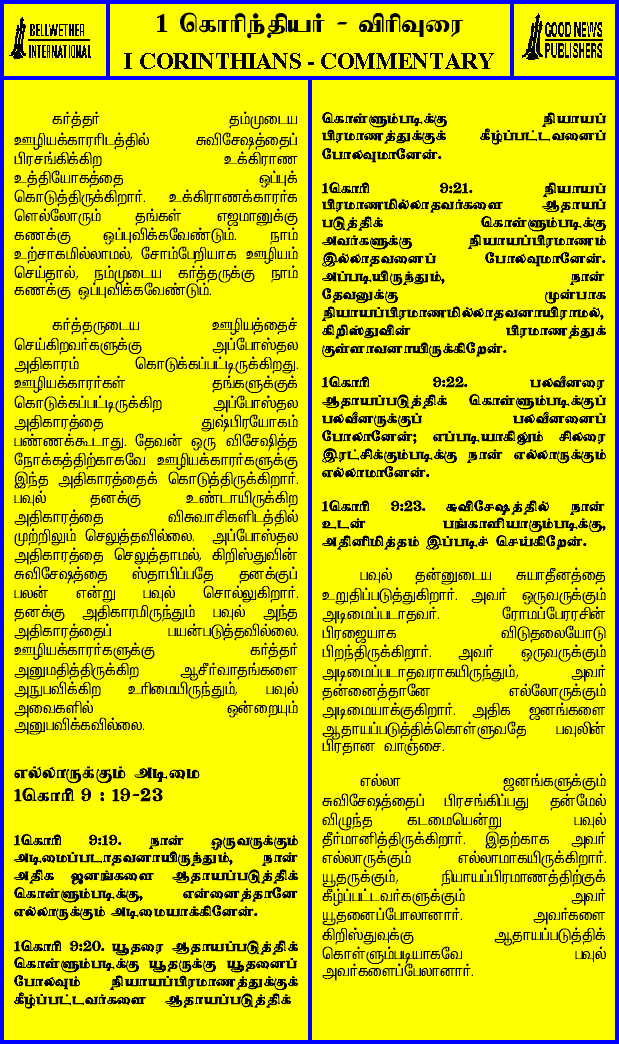 BELLWETHER
INTERNATIONAL
1 கொரிந்தியர் - விரிவுரை
I CORINTHIANS - COMMENTARY
GOOD NEWS
PUBLISHERS
கர்த்தர் தம்முடைய
ஊழியக்காரரிடத்தில் சுவிசேஷத்தைப்
பிரசங்கிக்கிற உக்கிராண
உத்தியோகத்தை ஒப்புக்
கொடுத்திருக்கிறார். உக்கிராணக்காரர்க
ளெல்லோரும் தங்கள் எஜமானுக்கு
கணக்கு ஒப்புவிக்கவேண்டும். நாம்
உற்சாகமில்லாமல், சோம்பேறியாக ஊழியம்
செய்தால், நம்முடைய கர்த்தருக்கு நாம்
கணக்கு ஒப்புவிக்கவேண்டும்.
கர்த்தருடைய ஊழியத்தைச்
செய்கிறவர்களுக்கு அப்போஸ்தல
அதிகாரம் கொடுக்கப்பட்டிருக்கிறது.
ஊழியக்காரர்கள் தங்களுக்குக்
கொடுக்கப்பட்டிருக்கிற அப்போஸ்தல
அதிகாரத்தை துஷ்பிரயோகம்
பண்ணக்கூடாது. தேவன் ஒரு விசேஷித்த
நோக்கத்திற்காகவே ஊழியக்காரர்களுக்கு
இந்த அதிகாரத்தைக் கொடுத்திருக்கிறார்.
பவுல் தனக்கு உண்டாயிருக்கிற
அதிகாரத்தை விசுவாசிகளிடத்தில்
முற்றிலும் செலுத்தவில்லை. அப்போஸ்தல
அதிகாரத்தை செலுத்தாமல், கிறிஸ்துவின்
சுவிசேஷத்தை ஸ்தாபிப்பதே தனக்குப்
பலன் என்று பவுல் சொல்லுகிறார்.
தனக்கு அதிகாரமிருந்தும் பவுல் அந்த
அதிகாரத்தைப் பயன்படுத்தவில்லை.
ஊழியக்காரர்களுக்கு கர்த்தர்
அனுமதித்திருக்கிற ஆசீர்வாதங்களை
அநுபவிக்கிற உரிமையிருந்தும், பவுல்
அவைகளில் ஒன்றையும்
அனுபவிக்கவில்லை.
எல்லாருக்கும் அடிமை
1கொரி 9 : 19-23
1கொரி 9:19. நான் ஒருவருக்கும்
அடிமைப்படாதவனாயிருந்தும், நான்
அதிக ஜனங்களை ஆதாயப்படுத்திக்
கொள்ளும்படிக்கு, என்னைத்தானே
எல்லாருக்கும் அடிமையாக்கினேன்.
1கொரி 9:20. யூதரை ஆதாயப்படுத்திக்
கொள்ளும்படிக்கு யூதருக்கு யூதனைப்
போலவும் நியாயப்பிரமாணத்துக்குக்
கீழ்ப்பட்டவர்களை ஆதாயப்படுத்திக்
கொள்ளும்படிக்கு நியாயப்
பிரமாணத்துக்குக் கீழ்ப்பட்டவனைப்
போலவுமானேன்.
1கொரி 9:21. நியாயப்
பிரமாணமில்லாதவர்களை ஆதாயப்
படுத்திக் கொள்ளும்படிக்கு
அவர்களுக்கு நியாயப்பிரமாணம்
இல்லாதவனைப் போலவுமானேன்.
அப்படியிருந்தும், நான்
தேவனுக்கு முன்பாக
நியாயப்பிரமாணமில்லாதவனாயிராமல்,
கிறிஸ்துவின் பிரமாணத்துக்
குள்ளாவனாயிருக்கிறேன்.
1கொரி 9:22. பலவீனரை
ஆதாயப்படுத்திக் கொள்ளும்படிக்குப்
பலவீனருக்குப் பலவீனனைப்
போலானேன்; எப்படியாகிலும் சிலரை
இரட்சிக்கும்படிக்கு நான் எல்லாருக்கும்
எல்லாமானேன்.
1கொரி 9:23. சுவிசேஷத்தில் நான்
உடன் பங்காளியாகும்படிக்கு,
அதினிமித்தம் இப்படிச் செய்கிறேன்.
பவுல் தன்னுடைய சுயாதீனத்தை
உறுதிப்படுத்துகிறார். அவர் ஒருவருக்கும்
அடிமைப்படாதவர். ரோமப்பேரரசின்
பிரஜையாக விடுதலையோடு
பிறந்திருக்கிறார். அவர் ஒருவருக்கும்
அடிமைப்படாதவராகயிருந்தும், அவர்
தன்னைத்தானே எல்லோருக்கும்
அடிமையாக்குகிறார். அதிக ஜனங்களை
ஆதாயப்படுத்திக்கொள்ளுவதே பவுலின்
பிரதான வாஞ்சை.
எல்லா ஜனங்களுக்கும்
சுவிசேஷத்தைப் பிரசங்கிப்பது தன்மேல்
விழுந்த கடமையென்று பவுல்
தீர்மானித்திருக்கிறார். இதற்காக அவர்
எல்லாருக்கும் எல்லாமாகயிருக்கிறார்.
யூதருக்கும், நியாயப்பிரமாணத்திற்குக்
கீழ்ப்பட்டவர்களுக்கும் அவர்
யூதனைப்போலானார். அவர்களை
கிறிஸ்துவுக்கு ஆதாயப்படுத்திக்
கொள்ளும்படியாகவே பவுல்
அவர்களைப்பேலானார்.